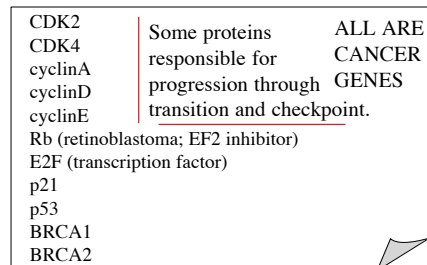 CDK2
CDK4
cyclinA
cyclinD
cyclinE
Rb (retinoblastoma; EF2 inhibitor)
E2F (transcription factor)
p21
p53
BRCA1
BRCA2
Some proteins
responsible for
progression through
transition and checkpoint.
ALL ARE
CANCER
GENES